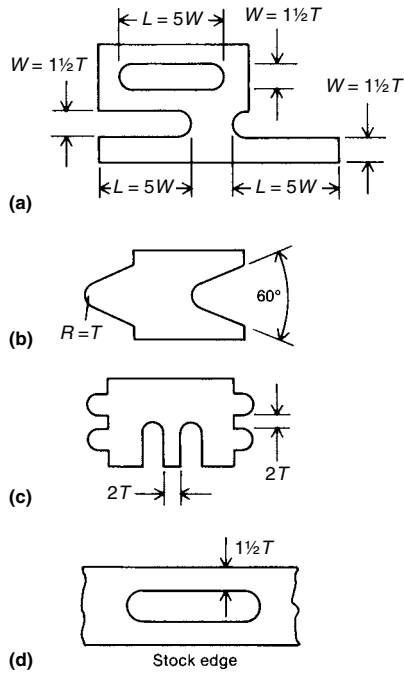 L = 5W
W = 1½T
W = 1½T
W = 1½T
L = 5W
L = 5W
(a)
60°
R = T
(b)
2T
2T
(c)
1½T
Stock edge
(d)